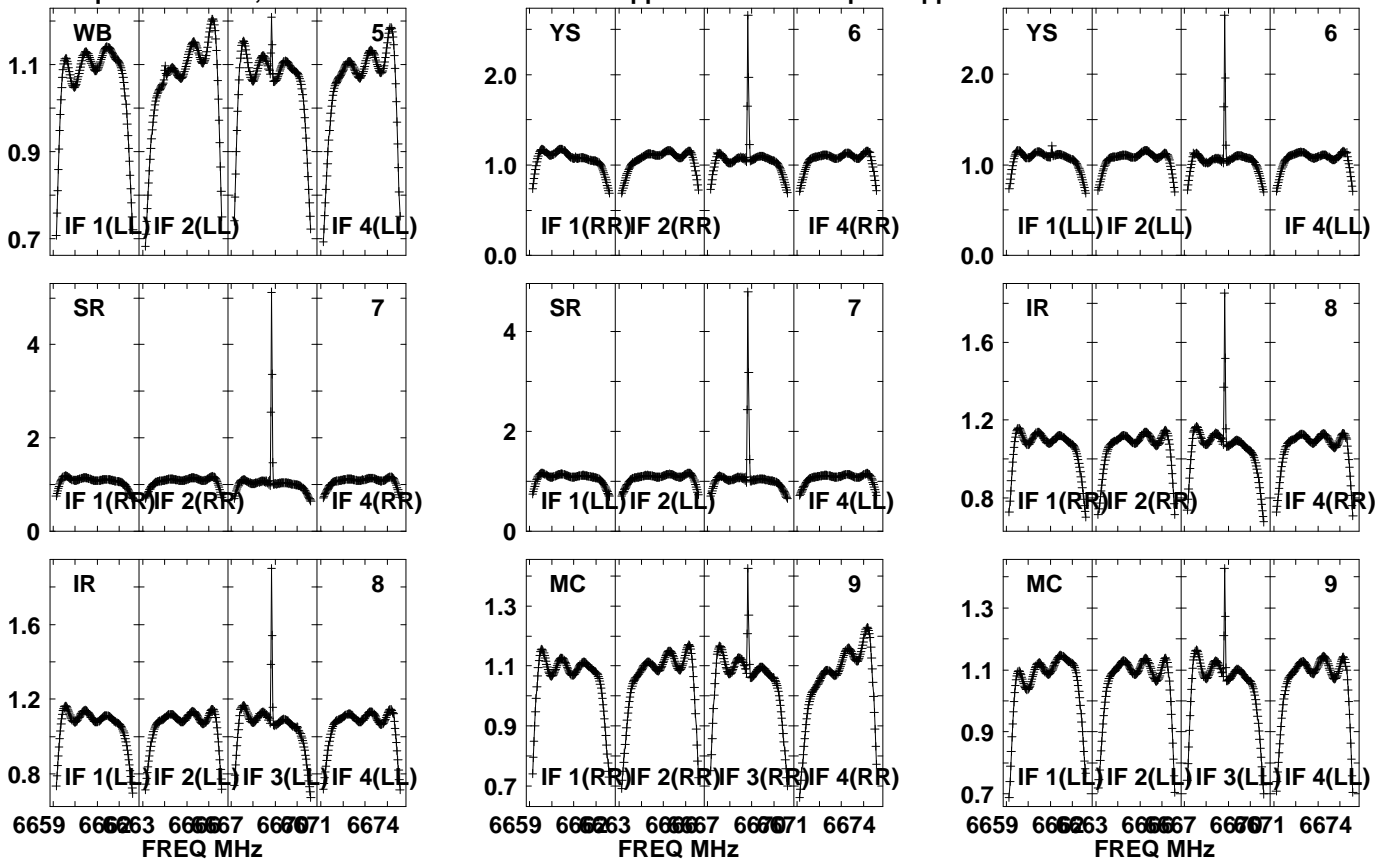 WB 5
1.1
0.9
0.7
IF 1(LL) IF 2(LL) IF 4(LL)
YS 6
2.0
1.0
0.0
IF 1(RR) IF 2(RR) IF 4(RR)
YS 6
2.0
1.0
0.0
IF 1(LL) IF 2(LL) IF 4(LL)
SR 7
4
2
0
IF 1(RR) IF 2(RR) IF 4(RR)
SR 7
4
2
0
IF 1(LL) IF 2(LL) IF 4(LL)
IR 8
1.6
1.2
0.8
IF 1(RR) IF 2(RR) IF 4(RR)
IR 8
1.6
1.2
0.8
IF 1(LL) IF 2(LL) IF 3(LL) IF 4(LL)
6659 6674
FREQ MHz
MC 9
1.3
1.1
0.9
0.7
IF 1(RR) IF 2(RR) IF 3(RR) IF 4(RR)
6659 6674
FREQ MHz
MC 9
1.3
1.1
0.9
0.7
IF 1(LL) IF 2(LL) IF 3(LL) IF 4(LL)
6659 6674
FREQ MHz